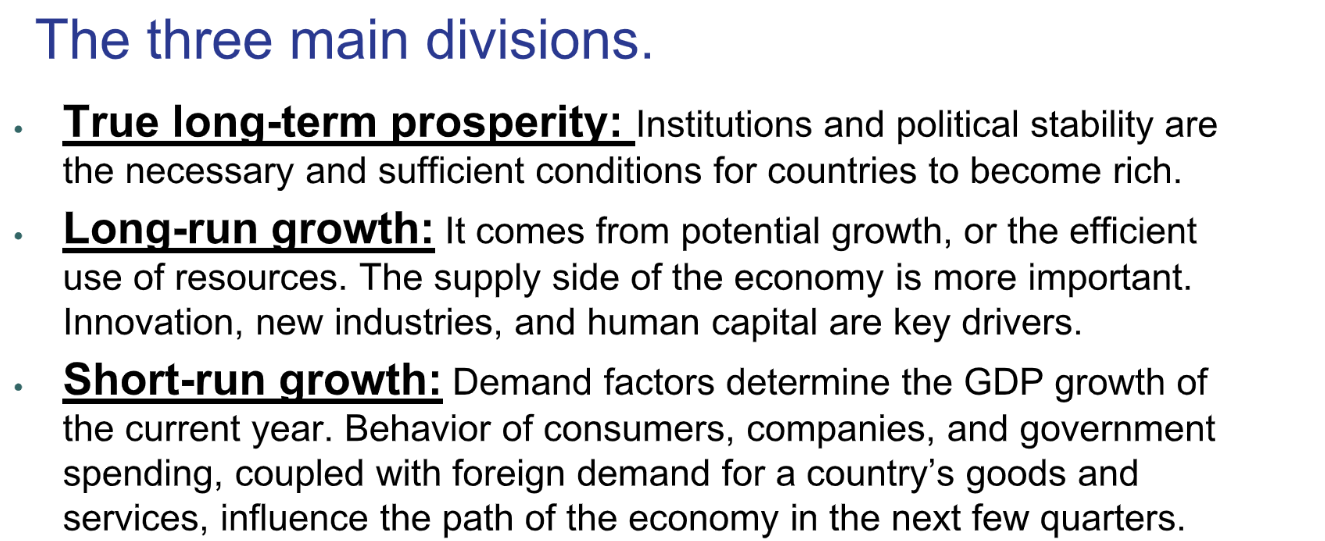 The three main divisions.
• True long-term prosperity: Institutions and political stability are
the necessary and sufficient conditions for countries to become rich.
• Long-run growth: It comes from potential growth, or the efficient
use of resources. The supply side of the economy is more important.
Innovation, new industries, and human capital are key drivers.
• Short-run growth: Demand factors determine the GDP growth of
the current year. Behavior of consumers, companies, and government
spending, coupled with foreign demand for a country’s goods and
services, influence the path of the economy in the next few quarters.